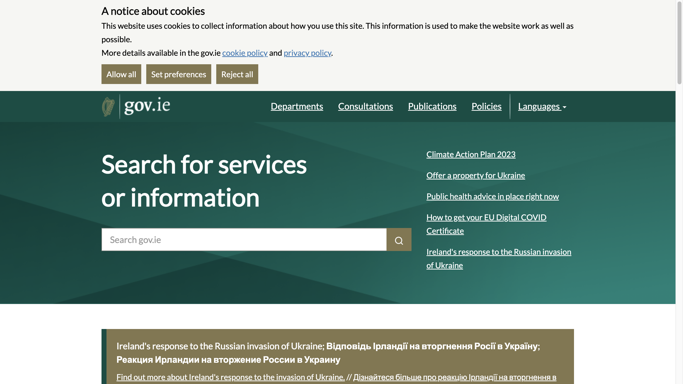 A notice about cookies
This website uses cookies to collect information about how you use this site. This information is used to make the website work as well as
possible.
More details available in the gov.ie cookie policy and privacy policy.
Allow all
Set preferences
Reject all
gov.ie
Departments
Consultations
Publications
Policies
Languages
Search for services
or information
Search gov.ie
Climate Action Plan 2023
Offer a property for Ukraine
Public health advice in place right now
How to get your EU Digital COVID
Certificate
Ireland's response to the Russian invasion
of Ukraine
Ireland's response to the Russian invasion of Ukraine; Відповідь Ірландії на вторгнення Росії в Україну;
Реакция Ирландии на вторжение России в Украину
Find out more about Ireland's response to the invasion of Ukraine. // Дізнайтеся більше про реакцію Ірландії на вторгнення в